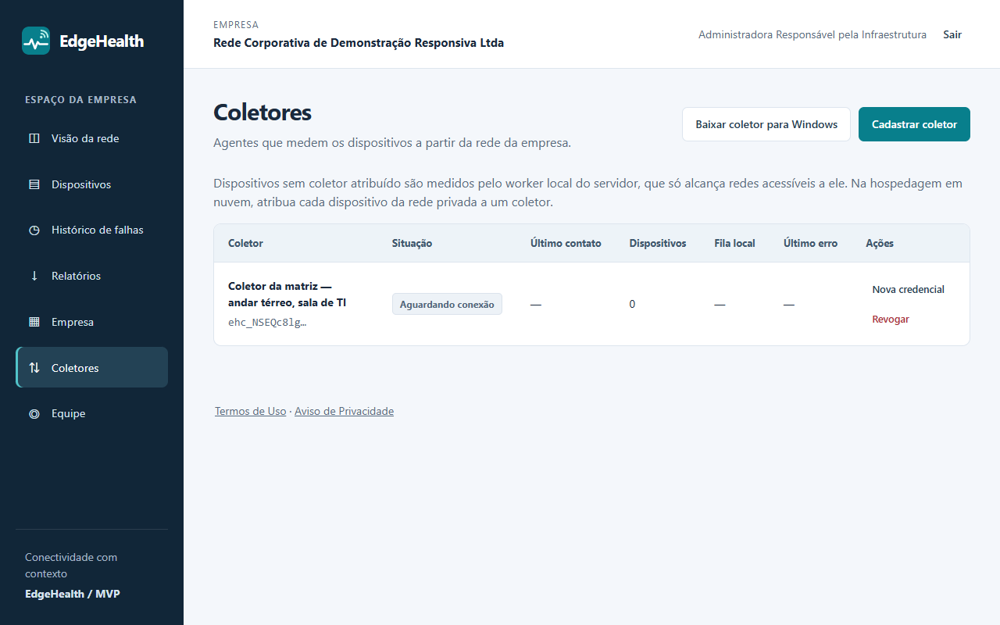 EdgeHealth
ESPAÇO DA EMPRESA
Visão da rede
Dispositivos
Histórico de falhas
Relatórios
Empresa
Coletores
Equipe
Conectividade com
contexto
EdgeHealth / MVP
EMPRESA
Rede Corporativa de Demonstração Responsiva Ltda
Administradora Responsável pela Infraestrutura Sair
Coletores
Agentes que medem os dispositivos a partir da rede da empresa.
Baixar coletor para Windows Cadastrar coletor
Dispositivos sem coletor atribuído são medidos pelo worker local do servidor, que só alcança redes acessíveis a ele. Na hospedagem em
nuvem, atribua cada dispositivo da rede privada a um coletor.
Coletor Situação Último contato Dispositivos Fila local Último erro Ações
Coletor da matriz —
andar térreo, sala de TI
ehc_NSEQc8lg…
Aguardando conexão — 0 — —
Nova credencial
Revogar
Termos de Uso · Aviso de Privacidade